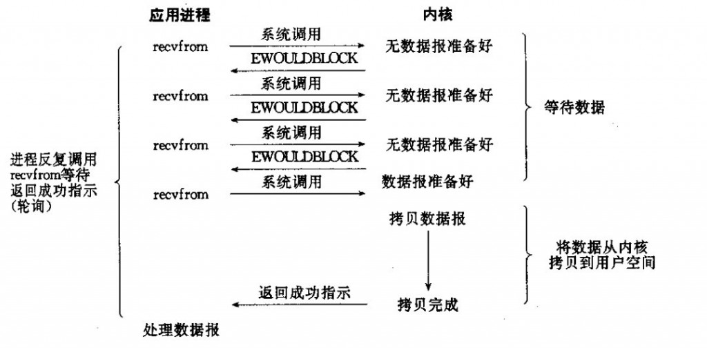 应用进程
内核
recvfrom
系统调用
无数据报准备好
EWOULDBLOCK
recvfrom
系统调用
无数据报准备好
EWOULDBLOCK
recvfrom
系统调用
无数据报准备好
EWOULDBLOCK
recvfrom
系统调用
数据报准备好
等待数据
进程反复调用
recvfrom等待
返回成功指示
(轮询)
拷贝数据报
将数据从内核
拷贝到用户空间
返回成功指示
拷贝完成
处理数据报